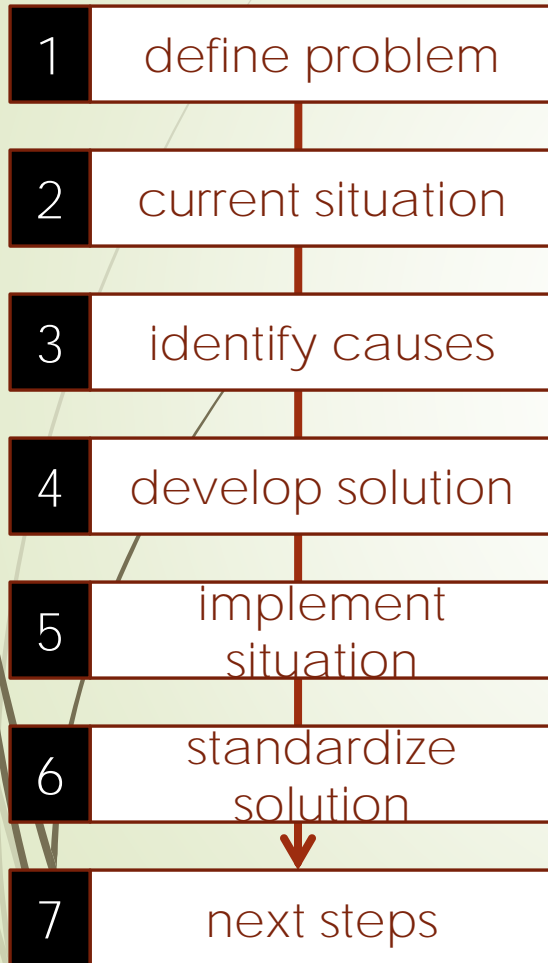 1 define problem
2 current situation
3 identify causes
4 develop solution
5 implement
situation
6 standardize
solution
7 next steps